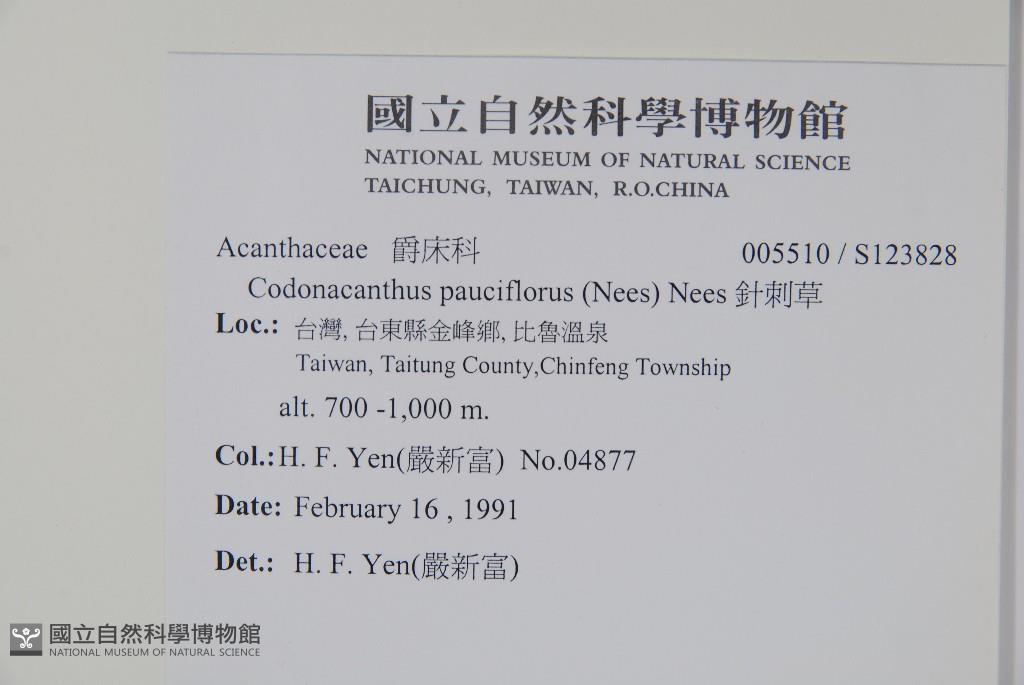 國立自然科學博物館
NATIONAL MUSEUM OF NATURAL SCIENCE
TAICHUNG, TAIWAN, R.O.CHINA
Acanthaceae 爵床科 005510 / S123828
Codonacanthus pauciflorus (Nees) Nees 針刺草
Loc.: 台灣, 台東縣金峰鄉, 比魯溫泉
Taiwan, Taitung County,Chinfeng Township
alt. 700 -1,000 m.
Col.: H. F. Yen(嚴新富) No.04877
Date: February 16 , 1991
Det.: H. F. Yen(嚴新富)
國立自然科學博物館
NATIONAL MUSEUM OF NATURAL SCIENCE